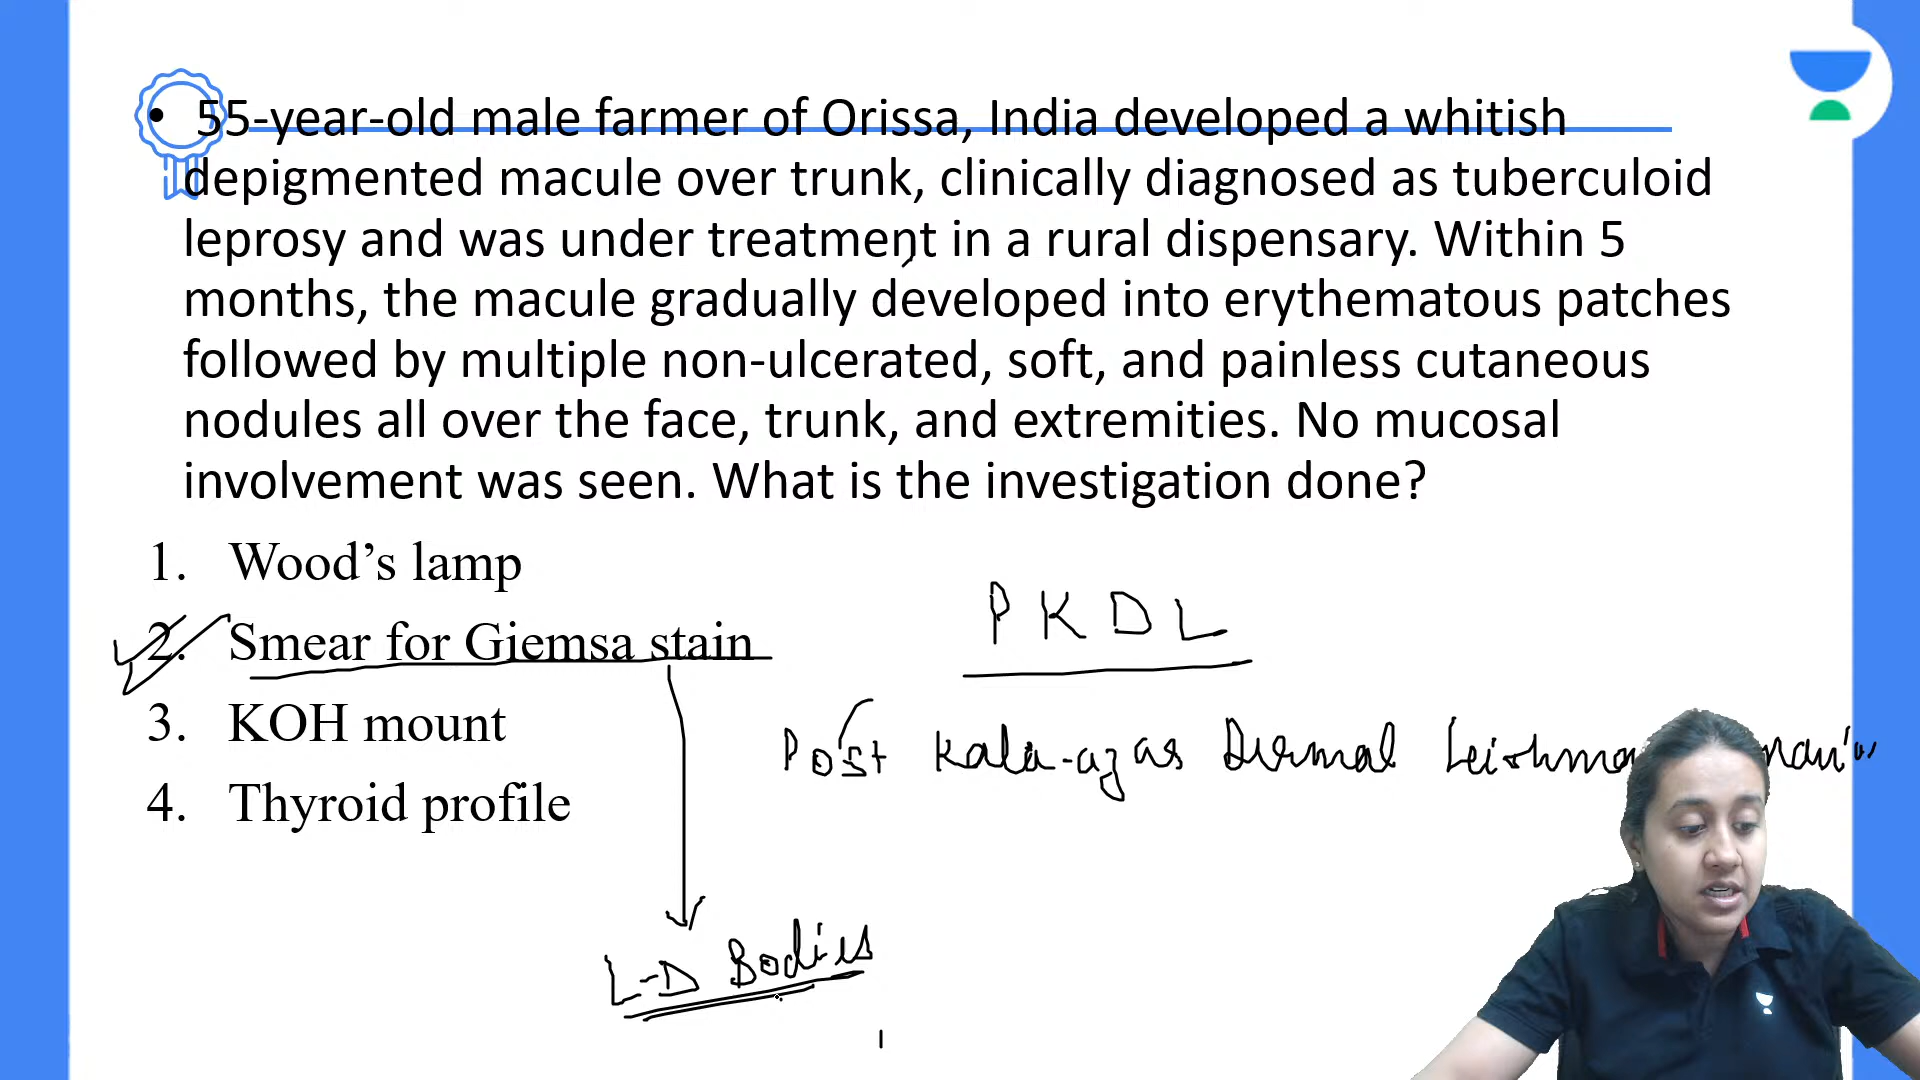 • 55-year-old male farmer of Orissa, India developed a whitish
depigmented macule over trunk, clinically diagnosed as tuberculoid
leprosy and was under treatment in a rural dispensary. Within 5
months, the macule gradually developed into erythematous patches
followed by multiple non-ulcerated, soft, and painless cutaneous
nodules all over the face, trunk, and extremities. No mucosal
involvement was seen. What is the investigation done?
1. Wood’s lamp
2. Smear for Giemsa stain
3. KOH mount
4. Thyroid profile
PKDL
Post Kala-azar Dermal
L-D Bodies